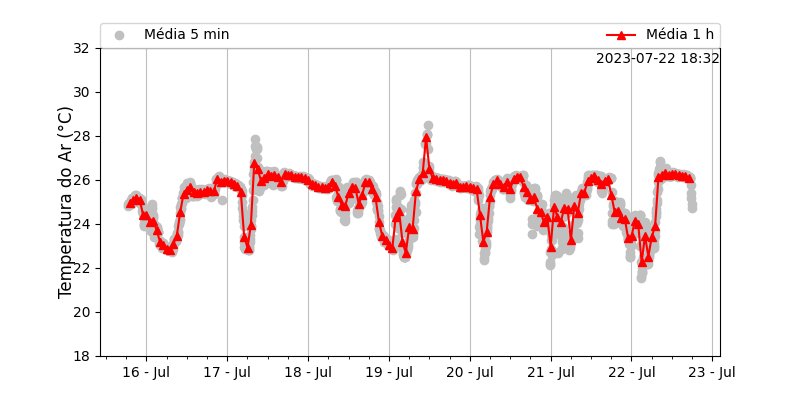 Média 5 min
Média 1 h
2023-07-22 18:32
Temperatura do Ar (°C)
32
30
28
26
24
22
20
18
16 - Jul
17 - Jul
18 - Jul
19 - Jul
20 - Jul
21 - Jul
22 - Jul
23 - Jul